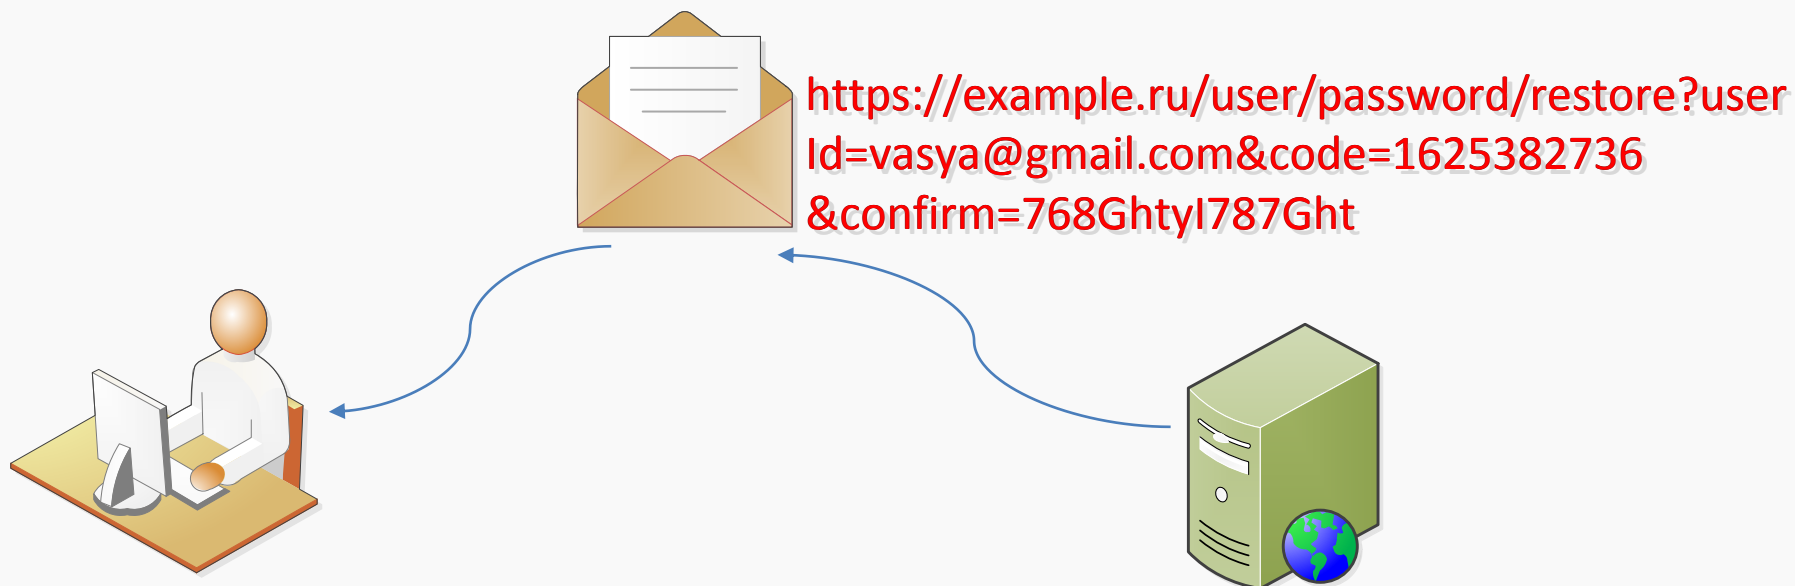 https://example.ru/user/password/restore?user
Id=vasya@gmail.com&code=1625382736
&confirm=768GhtyI787Ght